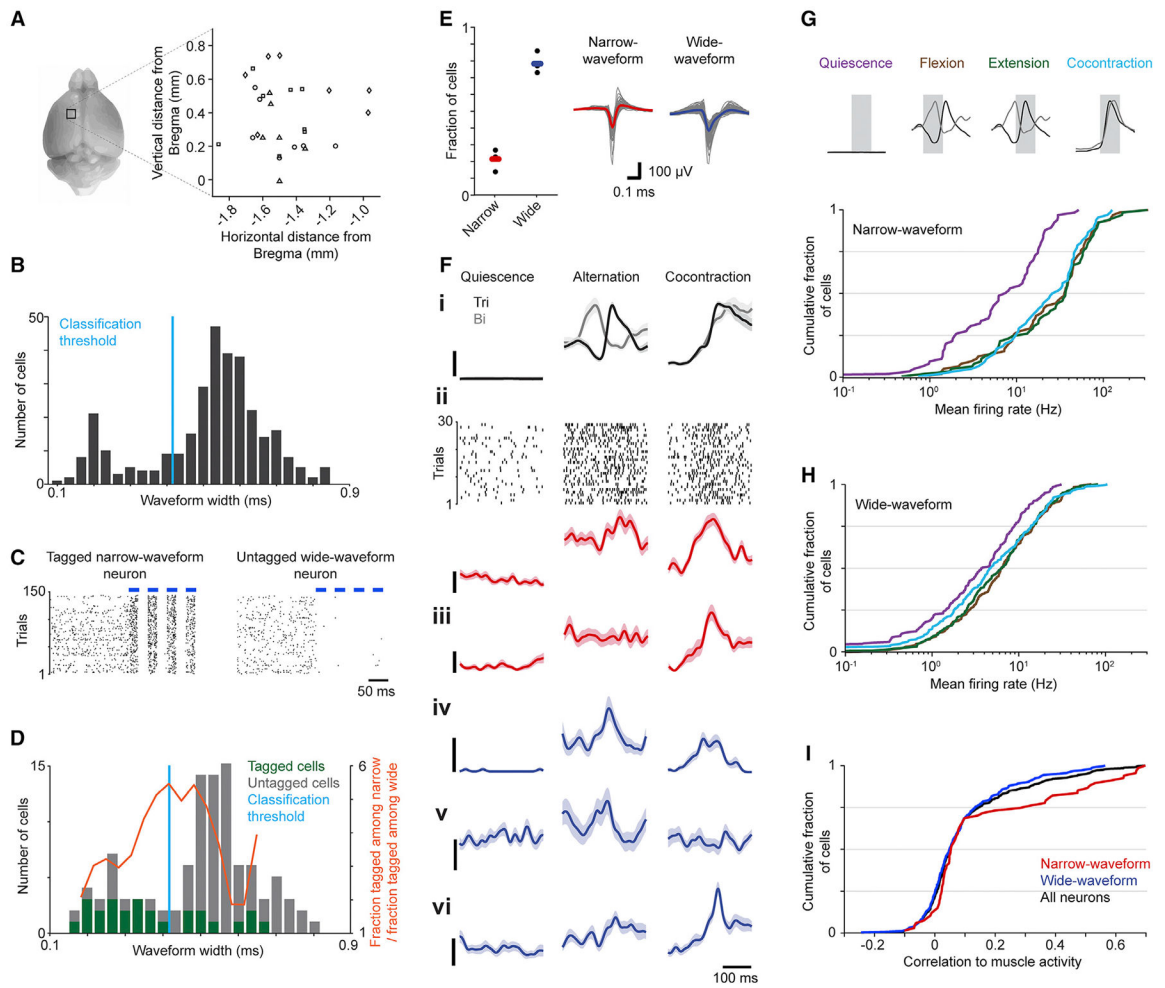 A
Vertical distance from
Bregma (mm)
0.8
0.6
0.4
0.2
0
-1.8
-1.6
-1.4
-1.2
-1.0
Horizontal distance from
Bregma (mm)
B
Number of cells
50
0
Classification
threshold
0.1
0.9
Waveform width (ms)
C
Tagged narrow-waveform
neuron
Untagged wide-waveform
neuron
Trials
150
1
50 ms
D
Number of cells
15
0
Tagged cells
Untagged cells
Classification
threshold
6
1
Fraction tagged among narrow
/ fraction tagged among wide
0.1
0.9
Waveform width (ms)
E
Fraction of cells
1
0
Narrow
Wide
Narrow-
waveform
Wide-
waveform
100 µV
0.1 ms
F
Quiescence
Alternation
Cocontraction
i
Tri
Bi
ii
Trials
30
1
iii
iv
v
vi
100 ms
G
Quiescence
Flexion
Extension
Cocontraction
Narrow-waveform
Cumulative fraction
of cells
1
0
10-1
100
101
102
Mean firing rate (Hz)
H
Wide-waveform
Cumulative fraction
of cells
1
0
10-1
100
101
102
Mean firing rate (Hz)
I
Cumulative fraction
of cells
1
0
Narrow-waveform
Wide-waveform
All neurons
-0.2
0
0.2
0.4
0.6
Correlation to muscle activity